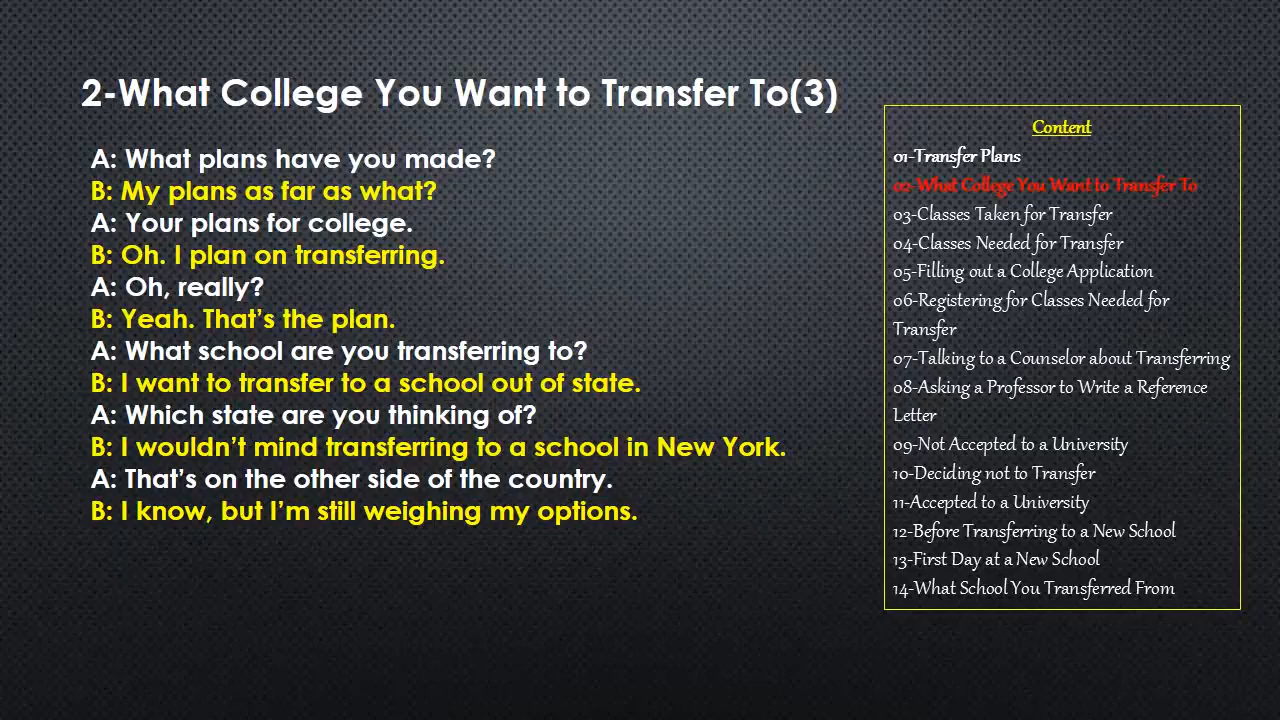 2-What College You Want to Transfer To(3)
A: What plans have you made?
B: My plans as far as what?
A: Your plans for college.
B: Oh. I plan on transferring.
A: Oh, really?
B: Yeah. That's the plan.
A: What school are you transferring to?
B: I want to transfer to a school out of state.
A: Which state are you thinking of?
B: I wouldn't mind transferring to a school in New York.
A: That's on the other side of the country.
B: I know, but I'm still weighing my options.
Content
01-Transfer Plans
02-What College You Want to Transfer To
03-Classes Taken for Transfer
04-Classes Needed for Transfer
05-Filling out a College Application
06-Registering for Classes Needed for
Transfer
07-Talking to a Counselor about Transferring
08-Asking a Professor to Write a Reference
Letter
09-Not Accepted to a University
10-Deciding not to Transfer
11-Accepted to a University
12-Before Transferring to a New School
13-First Day at a New School
14-What School You Transferred From